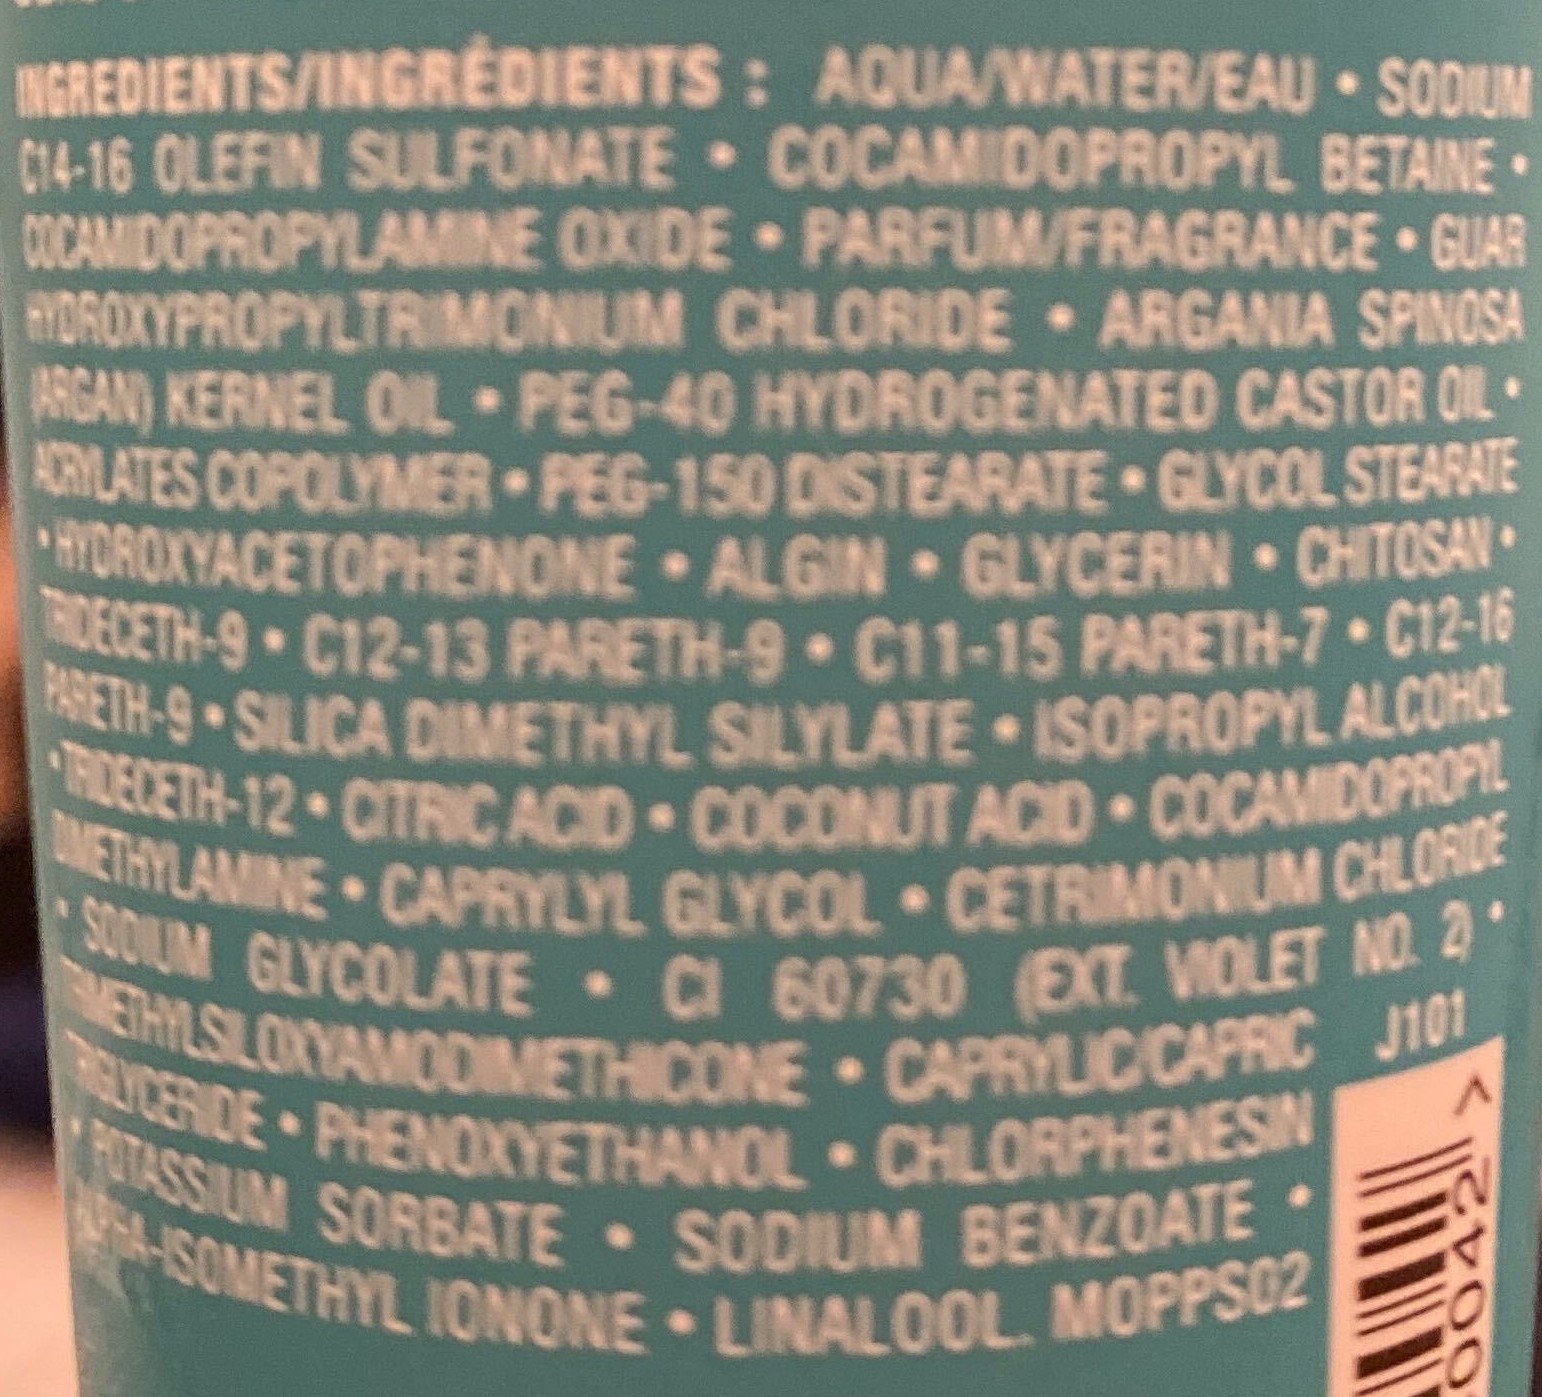 INGREDIENTS/INGRÉDIENTS : AQUA/WATER/EAU • SODIUM
C14-16 OLEFIN SULFONATE • COCAMIDOPROPYL BETAINE •
COCAMIDOPROPYLAMINE OXIDE • PARFUM/FRAGRANCE • GUAR
HYDROXYPROPYLTRIMONIUM CHLORIDE • ARGANIA SPINOSA
(ARGAN) KERNEL OIL • PEG-40 HYDROGENATED CASTOR OIL •
ACRYLATES COPOLYMER • PEG-150 DISTEARATE • GLYCOL STEARATE
• HYDROXYACETOPHENONE • ALGIN • GLYCERIN • CHITOSAN •
TRIDECETH-9 • C12-13 PARETH-9 • C11-15 PARETH-7 • C12-16
PARETH-9 • SILICA DIMETHYL SILYLATE • ISOPROPYL ALCOHOL
• TRIDECETH-12 • CITRIC ACID • COCONUT ACID • COCAMIDOPROPYL
DIMETHYLAMINE • CAPRYLYL GLYCOL • CETRIMONIUM CHLORIDE
• SODIUM GLYCOLATE • CI 60730 (EXT. VIOLET NO. 2) •
TRIMETHYLSILOXYAMODIMETHICONE • CAPRYLIC/CAPRIC
TRIGLYCERIDE • PHENOXYETHANOL • CHLORPHENESIN
• POTASSIUM SORBATE • SODIUM BENZOATE •
ALPHA-ISOMETHYL IONONE • LINALOOL. MOPPS02
J101
0042 >